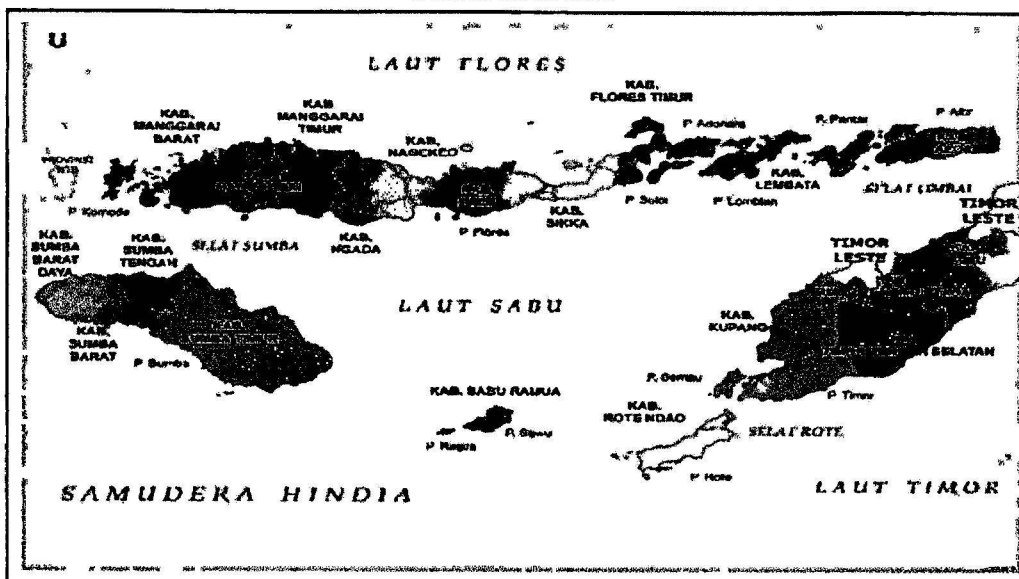 U
LAUT FLORES
KAB.
FLORES TIMUR
KAB.
MANGGARAI
BARAT
KAB
MANGGARAI
TIMUR
KAB.
NAGEKEO
P. Adonara
P. Pantar
P. Alor
PROVINSI
NTB
P. Komodo
KAB.
LEMBATA
P. Solor
P. Lomblen
KAB.
SIKKA
P. Flores
KAB.
NGADA
SELAT SUMBA
TIMOR
LESTE
TIMOR
LESTE
KAB.
SUMBA
BARAT
DAYA
KAB.
SUMBA
TENGAH
LAUT SABU
KAB.
KUPANG
SELATAN
KAB.
SUMBA
BARAT
P. Sumba
P. Semau
P. Timor
KAB. SABU RAIJUA
P. Raijua
P. Sawu
KAB.
ROTE NDAO
SELAT ROTE
P. Rote
SAMUDERA HINDIA
LAUT TIMOR